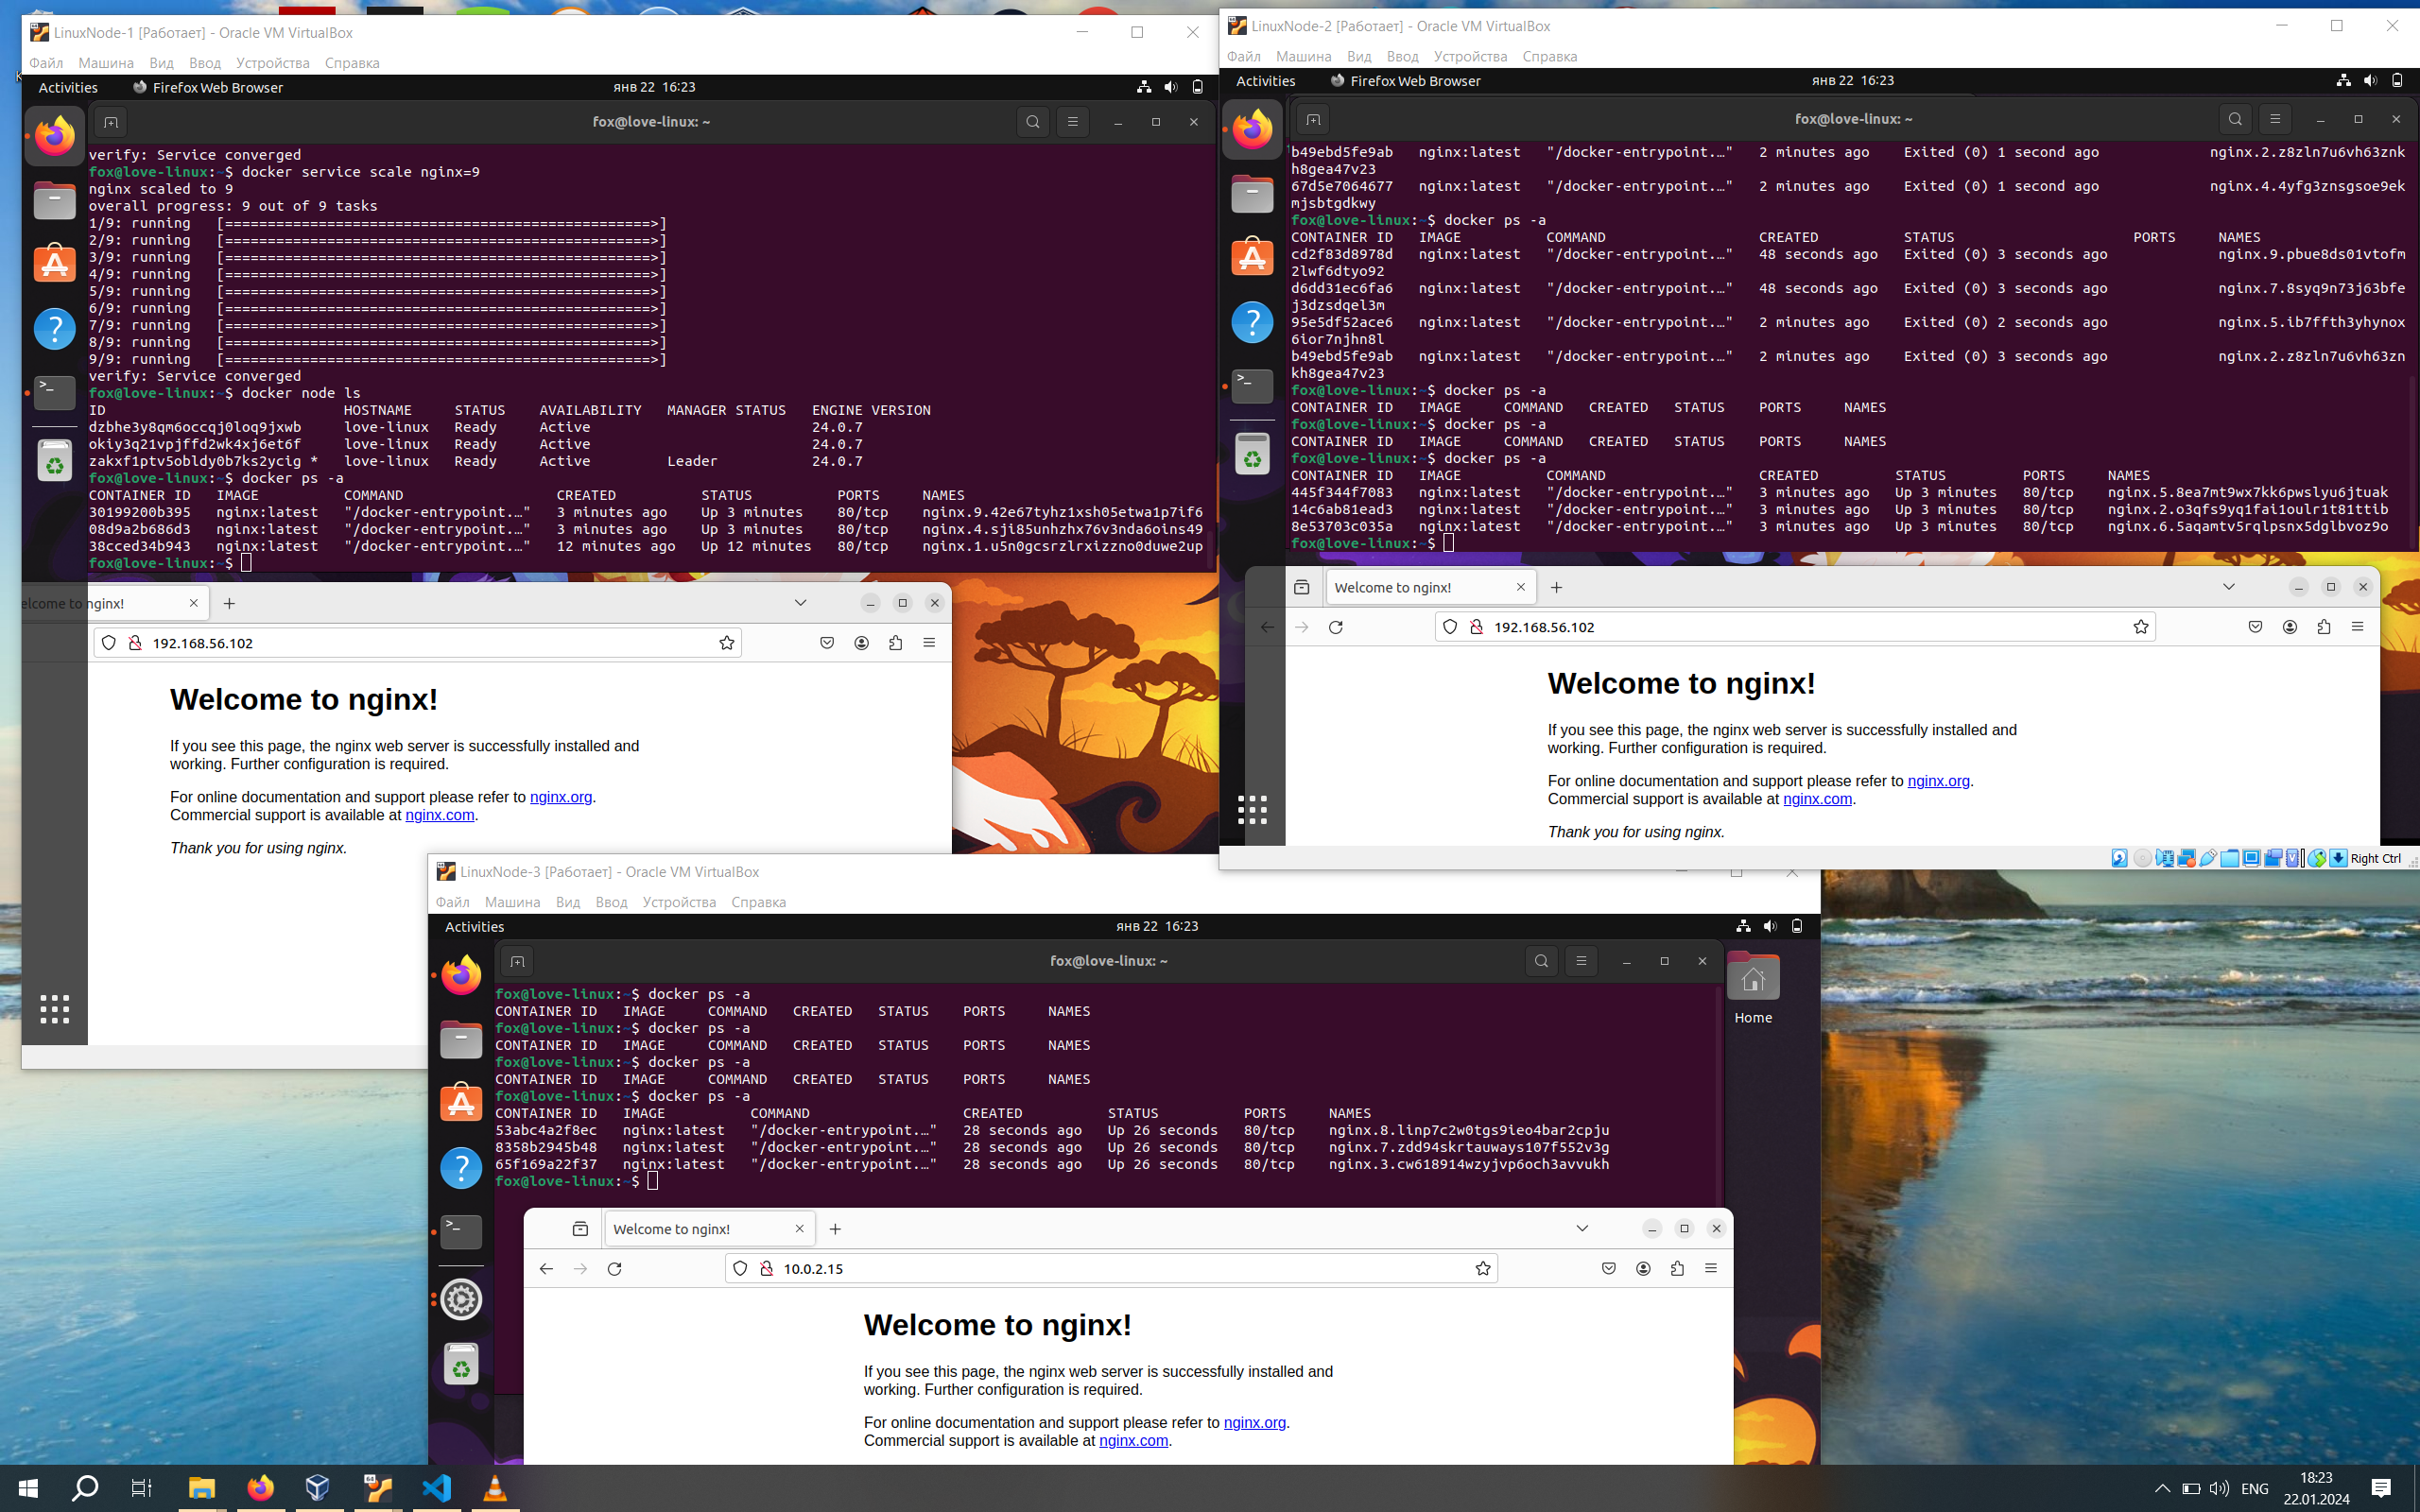 LinuxNode-1 [Работает] - Oracle VM VirtualBox
Файл Машина Вид Ввод Устройства Справка
Activities Firefox Web Browser янв 22 16:23
fox@love-linux: ~
verify: Service converged
fox@love-linux:~$ docker service scale nginx=9
nginx scaled to 9
overall progress: 9 out of 9 tasks
1/9: running [==================================================>]
2/9: running [==================================================>]
3/9: running [==================================================>]
4/9: running [==================================================>]
5/9: running [==================================================>]
6/9: running [==================================================>]
7/9: running [==================================================>]
8/9: running [==================================================>]
9/9: running [==================================================>]
verify: Service converged
fox@love-linux:~$ docker node ls
ID HOSTNAME STATUS AVAILABILITY MANAGER STATUS ENGINE VERSION
dzbhe3y8qm6occqj0loq9jxwb love-linux Ready Active 24.0.7
okiy3q21vpjffd2wk4xj6et6f love-linux Ready Active 24.0.7
zakxf1ptv5obldy0b7ks2ycig * love-linux Ready Active Leader 24.0.7
fox@love-linux:~$ docker ps -a
CONTAINER ID IMAGE COMMAND CREATED STATUS PORTS NAMES
30199200b395 nginx:latest "/docker-entrypoint.…" 3 minutes ago Up 3 minutes 80/tcp nginx.9.42e67tyhz1xsh05etwa1p7if6
08d9a2b686d3 nginx:latest "/docker-entrypoint.…" 3 minutes ago Up 3 minutes 80/tcp nginx.4.sji85unhzhx76v3nda6oins49
38cced34b943 nginx:latest "/docker-entrypoint.…" 12 minutes ago Up 12 minutes 80/tcp nginx.1.u5n0gcsrzlrxizzno0duwe2up
fox@love-linux:~$
elcome to nginx!
192.168.56.102
Welcome to nginx!
If you see this page, the nginx web server is successfully installed and
working. Further configuration is required.
For online documentation and support please refer to nginx.org.
Commercial support is available at nginx.com.
Thank you for using nginx.
LinuxNode-2 [Работает] - Oracle VM VirtualBox
Файл Машина Вид Ввод Устройства Справка
Activities Firefox Web Browser янв 22 16:23
fox@love-linux: ~
b49ebd5fe9ab nginx:latest "/docker-entrypoint.…" 2 minutes ago Exited (0) 1 second ago nginx.2.z8zln7u6vh63znk
h8gea47v23
67d5e7064677 nginx:latest "/docker-entrypoint.…" 2 minutes ago Exited (0) 1 second ago nginx.4.4yfg3znsgsoe9ek
mjsbtgdkwy
fox@love-linux:~$ docker ps -a
CONTAINER ID IMAGE COMMAND CREATED STATUS PORTS NAMES
cd2f83d8978d nginx:latest "/docker-entrypoint.…" 48 seconds ago Exited (0) 3 seconds ago nginx.9.pbue8ds01vtofm
2lwf6dtyo92
d6dd31ec6fa6 nginx:latest "/docker-entrypoint.…" 48 seconds ago Exited (0) 3 seconds ago nginx.7.8syq9n73j63bfe
j3dzsdqel3m
95e5df52ace6 nginx:latest "/docker-entrypoint.…" 2 minutes ago Exited (0) 2 seconds ago nginx.5.ib7ffth3yhynox
6ior7njhn8l
b49ebd5fe9ab nginx:latest "/docker-entrypoint.…" 2 minutes ago Exited (0) 3 seconds ago nginx.2.z8zln7u6vh63zn
kh8gea47v23
fox@love-linux:~$ docker ps -a
CONTAINER ID IMAGE COMMAND CREATED STATUS PORTS NAMES
fox@love-linux:~$ docker ps -a
CONTAINER ID IMAGE COMMAND CREATED STATUS PORTS NAMES
fox@love-linux:~$ docker ps -a
CONTAINER ID IMAGE COMMAND CREATED STATUS PORTS NAMES
445f344f7083 nginx:latest "/docker-entrypoint.…" 3 minutes ago Up 3 minutes 80/tcp nginx.5.8ea7mt9wx7kk6pwslyu6jtuak
14c6ab81ead3 nginx:latest "/docker-entrypoint.…" 3 minutes ago Up 3 minutes 80/tcp nginx.2.o3qfs9yq1fai1oulr1t81ttib
8e53703c035a nginx:latest "/docker-entrypoint.…" 3 minutes ago Up 3 minutes 80/tcp nginx.6.5aqamtv5rqlpsnx5dglbvoz9o
fox@love-linux:~$
Welcome to nginx!
192.168.56.102
Welcome to nginx!
If you see this page, the nginx web server is successfully installed and
working. Further configuration is required.
For online documentation and support please refer to nginx.org.
Commercial support is available at nginx.com.
Thank you for using nginx.
Right Ctrl
LinuxNode-3 [Работает] - Oracle VM VirtualBox
Файл Машина Вид Ввод Устройства Справка
Activities янв 22 16:23
fox@love-linux: ~
fox@love-linux:~$ docker ps -a
CONTAINER ID IMAGE COMMAND CREATED STATUS PORTS NAMES
fox@love-linux:~$ docker ps -a
CONTAINER ID IMAGE COMMAND CREATED STATUS PORTS NAMES
fox@love-linux:~$ docker ps -a
CONTAINER ID IMAGE COMMAND CREATED STATUS PORTS NAMES
fox@love-linux:~$ docker ps -a
CONTAINER ID IMAGE COMMAND CREATED STATUS PORTS NAMES
53abc4a2f8ec nginx:latest "/docker-entrypoint.…" 28 seconds ago Up 26 seconds 80/tcp nginx.8.linp7c2w0tgs9ieo4bar2cpju
8358b2945b48 nginx:latest "/docker-entrypoint.…" 28 seconds ago Up 26 seconds 80/tcp nginx.7.zdd94skrtauways107f552v3g
65f169a22f37 nginx:latest "/docker-entrypoint.…" 28 seconds ago Up 26 seconds 80/tcp nginx.3.cw618914wzyjvp6och3avvukh
fox@love-linux:~$
Home
Welcome to nginx!
10.0.2.15
Welcome to nginx!
If you see this page, the nginx web server is successfully installed and
working. Further configuration is required.
For online documentation and support please refer to nginx.org.
Commercial support is available at nginx.com.
ENG
18:23
22.01.2024